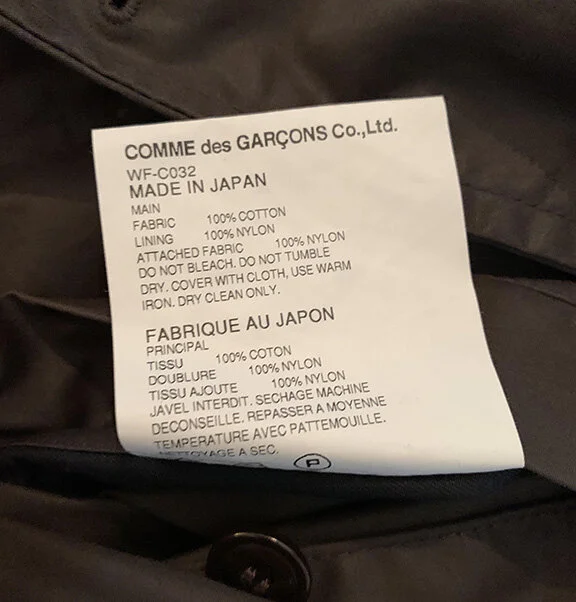 COMME des GARÇONS Co.,Ltd.
WF-C032
MADE IN JAPAN
MAIN
FABRIC 100% COTTON
LINING 100% NYLON
ATTACHED FABRIC 100% NYLON
DO NOT BLEACH. DO NOT TUMBLE
DRY. COVER WITH CLOTH, USE WARM
IRON. DRY CLEAN ONLY.
FABRIQUE AU JAPON
PRINCIPAL
TISSU 100% COTON
DOUBLURE 100% NYLON
TISSU AJOUTE 100% NYLON
JAVEL INTERDIT. SECHAGE MACHINE
DECONSEILLE. REPASSER A MOYENNE
TEMPERATURE AVEC PATTEMOUILLE.
NETTOYAGE A SEC.
P